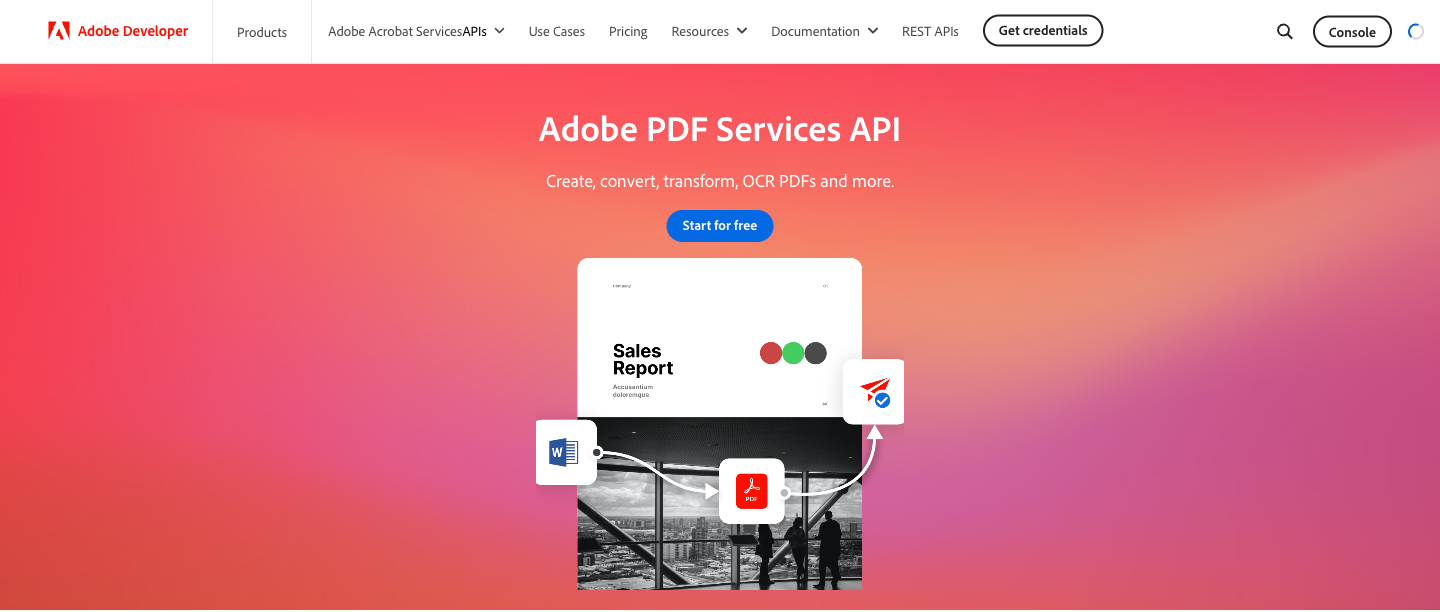 Adobe Developer
Products
Adobe Acrobat ServicesAPIs
Use Cases
Pricing
Resources
Documentation
REST APIs
Get credentials
Console
Adobe PDF Services API
Create, convert, transform, OCR PDFs and more.
Start for free
Company
Sales
Report
Accusantium
doloremque
W
PDF